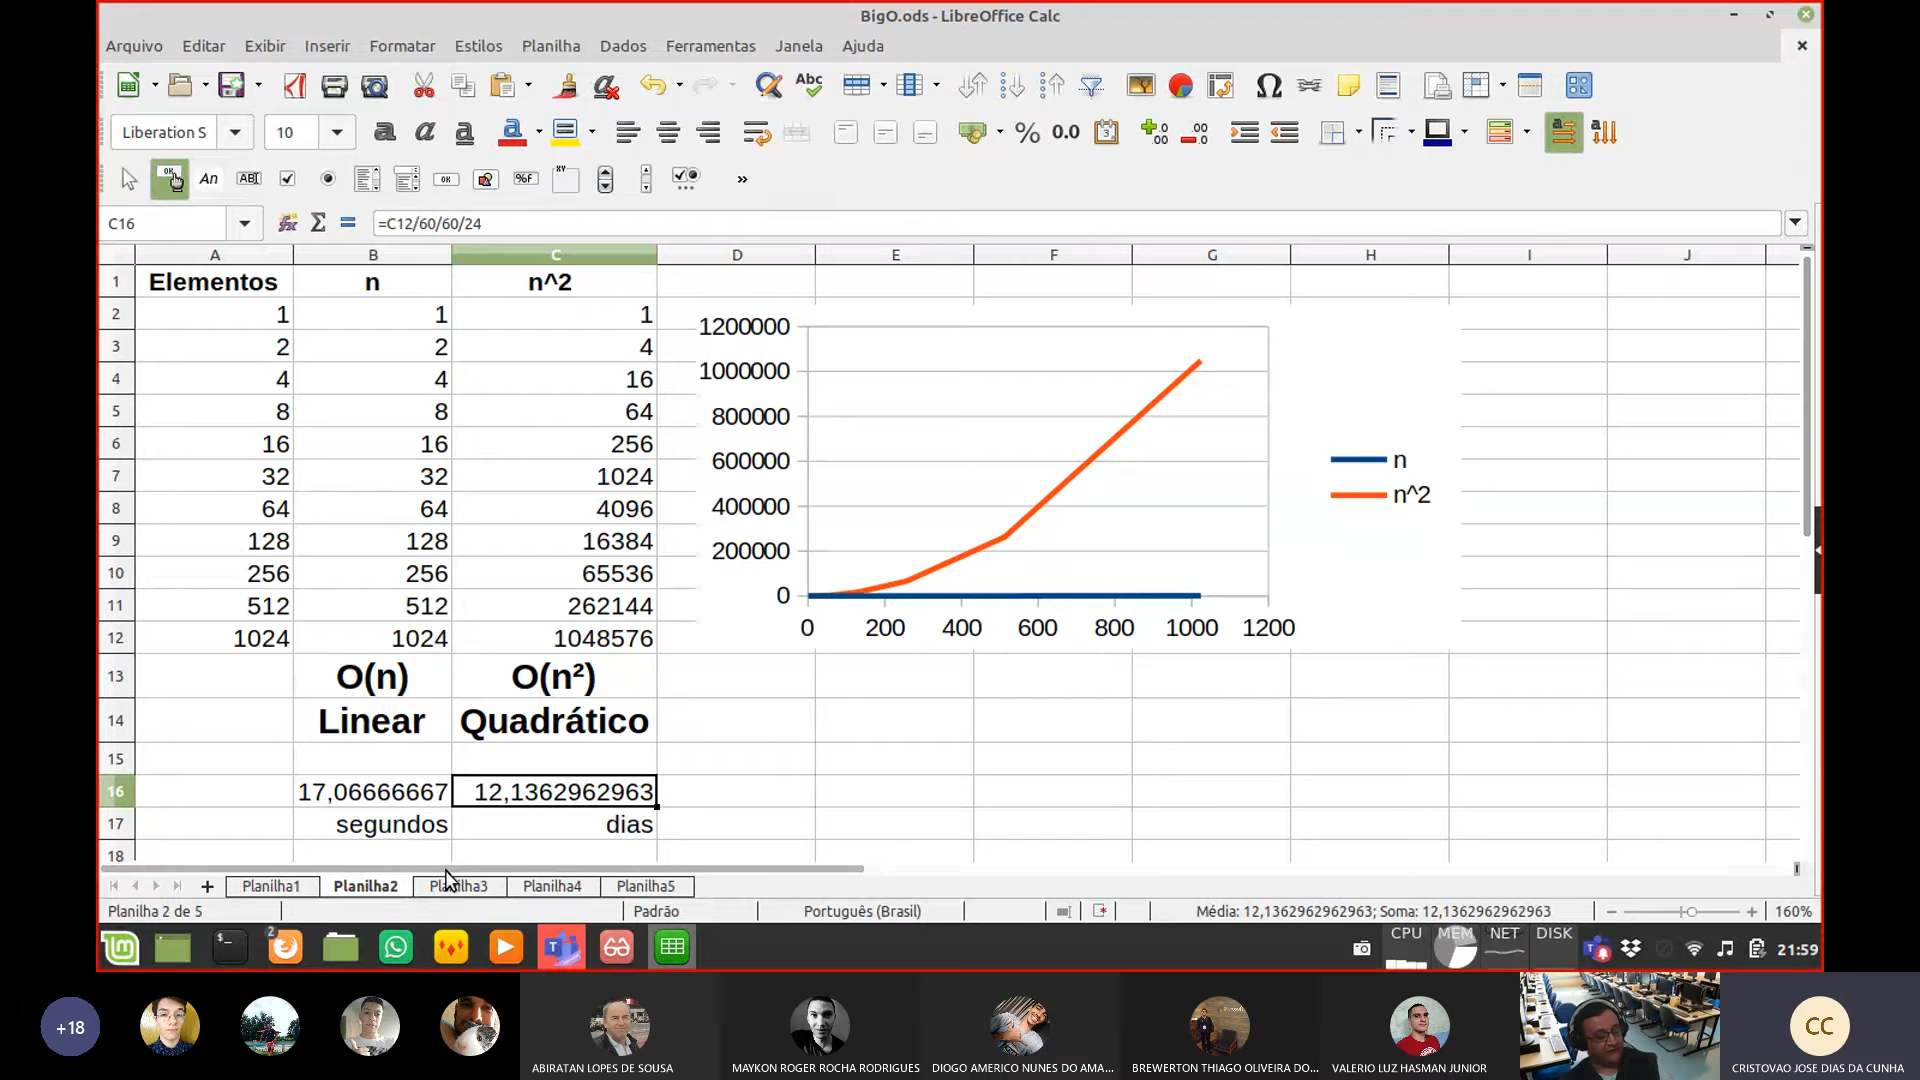 BigO.ods - LibreOffice Calc
Arquivo Editar Exibir Inserir Formatar Estilos Planilha Dados Ferramentas Janela Ajuda
Liberation S 10
C16 =C12/60/60/24
A B C D E F G H I J
1 Elementos n n^2
2 1 1 1
3 2 2 4
4 4 4 16
5 8 8 64
6 16 16 256
7 32 32 1024
8 64 64 4096
9 128 128 16384
10 256 256 65536
11 512 512 262144
12 1024 1024 1048576
13 O(n) O(n²)
14 Linear Quadrático
15
16 17,06666667 12,1362962963
17 segundos dias
18
1200000
1000000
800000
600000
400000
200000
0
0 200 400 600 800 1000 1200
n
n^2
Planilha1 Planilha2 Planilha3 Planilha4 Planilha5
Planilha 2 de 5 Padrão Português (Brasil) Média: 12,1362962962963; Soma: 12,1362962962963 160%
2 CPU MEM NET DISK 21:59
+18
CC
ABIRATAN LOPES DE SOUSA
MAYKON ROGER ROCHA RODRIGUES
DIOGO AMERICO NUNES DO AMA...
BREWERTON THIAGO OLIVEIRA DO...
VALERIO LUZ HASMAN JUNIOR
CRISTOVAO JOSE DIAS DA CUNHA